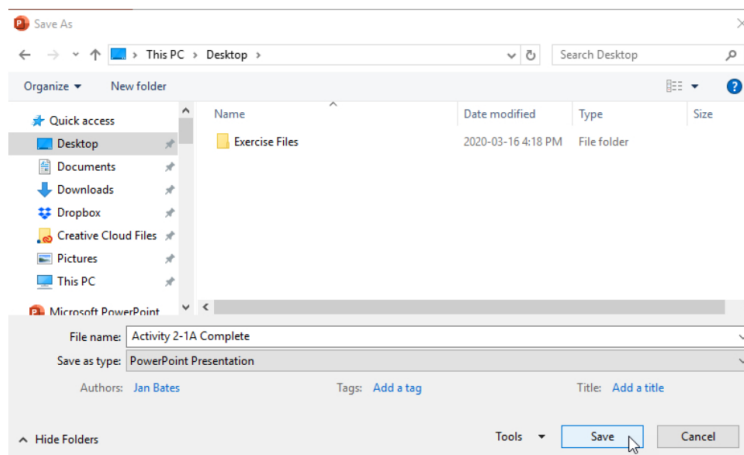 Save As
This PC > Desktop >
Search Desktop
Organize
New folder
Name
Date modified
Type
Size
Quick access
Desktop
Documents
Downloads
Dropbox
Creative Cloud Files
Pictures
This PC
Microsoft PowerPoint
Exercise Files
2020-03-16 4:18 PM
File folder
File name: Activity 2-1A Complete
Save as type: PowerPoint Presentation
Authors: Jan Bates
Tags: Add a tag
Title: Add a title
Hide Folders
Tools
Save
Cancel